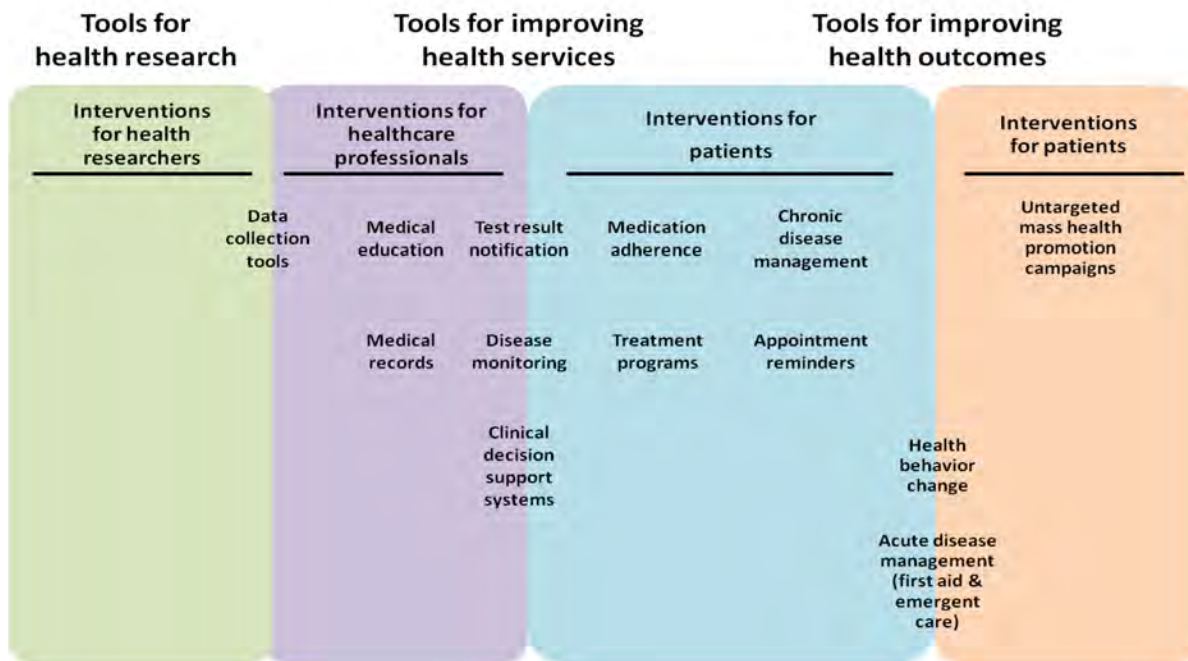 Tools for
health research
Tools for improving
health services
Tools for improving
health outcomes
Interventions
for health
researchers
Interventions for
healthcare
professionals
Interventions for
patients
Interventions
for patients
Data
collection
tools
Medical
education
Test result
notification
Medication
adherence
Chronic
disease
management
Untargeted
mass health
promotion
campaigns
Medical
records
Disease
monitoring
Treatment
programs
Appointment
reminders
Clinical
decision
support
systems
Health
behavior
change
Acute disease
management
(first aid &
emergent
care)